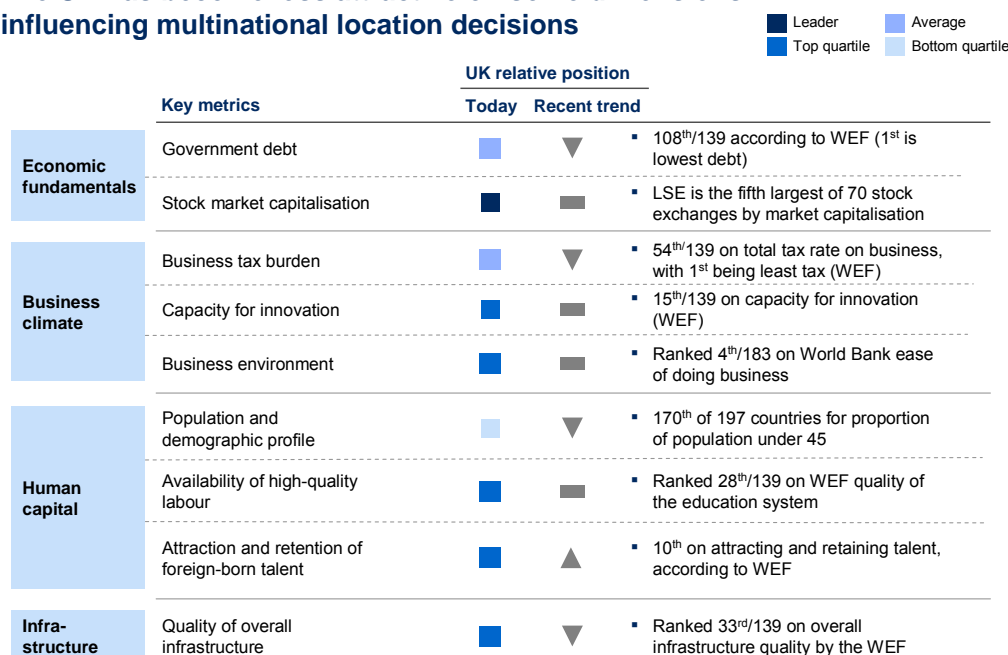 influencing multinational location decisions
Leader
Average
Top quartile
Bottom quartile
UK relative position
Key metrics
Today
Recent trend
Economic
fundamentals
Government debt
▪ 108th/139 according to WEF (1st is
lowest debt)
Stock market capitalisation
▪ LSE is the fifth largest of 70 stock
exchanges by market capitalisation
Business
climate
Business tax burden
▪ 54th/139 on total tax rate on business,
with 1st being least tax (WEF)
Capacity for innovation
▪ 15th/139 on capacity for innovation
(WEF)
Business environment
▪ Ranked 4th/183 on World Bank ease
of doing business
Human
capital
Population and
demographic profile
▪ 170th of 197 countries for proportion
of population under 45
Availability of high-quality
labour
▪ Ranked 28th/139 on WEF quality of
the education system
Attraction and retention of
foreign-born talent
▪ 10th on attracting and retaining talent,
according to WEF
Infra-
structure
Quality of overall
infrastructure
▪ Ranked 33rd/139 on overall
infrastructure quality by the WEF